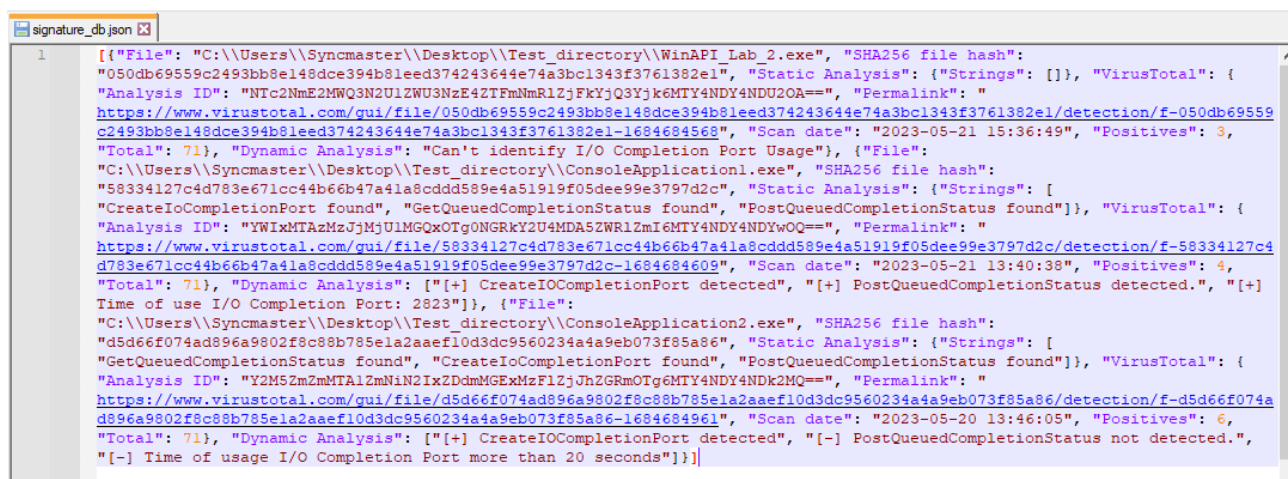 signature_db.json
1
[{"File": "C:\\Users\\Syncmaster\\Desktop\\Test_directory\\WinAPI_Lab_2.exe", "SHA256 file hash":
"050db69559c2493bb8e148dce394b81eed374243644e74a3bc1343f3761382e1", "Static Analysis": {"Strings": []}, "VirusTotal": {
"Analysis ID": "NTc2NmE2MWQ3N2U1ZWU3NzE4ZTFmNmRlZjFkYjQ3Yjk6MTY4NDY4NDU2OA==", "Permalink": "
https://www.virustotal.com/gui/file/050db69559c2493bb8e148dce394b81eed374243644e74a3bc1343f3761382e1/detection/f-050db69559
c2493bb8e148dce394b81eed374243644e74a3bc1343f3761382e1-1684684568", "Scan date": "2023-05-21 15:36:49", "Positives": 3,
"Total": 71}, "Dynamic Analysis": "Can't identify I/O Completion Port Usage"}, {"File":
"C:\\Users\\Syncmaster\\Desktop\\Test_directory\\ConsoleApplication1.exe", "SHA256 file hash":
"58334127c4d783e671cc44b66b47a41a8cddd589e4a51919f05dee99e3797d2c", "Static Analysis": {"Strings": [
"CreateIoCompletionPort found", "GetQueuedCompletionStatus found", "PostQueuedCompletionStatus found"]}, "VirusTotal": {
"Analysis ID": "YWIxMTAzMzJjMjU1MGQxOTg0NGRkY2U4MDA5ZWRlZmI6MTY4NDY4NDYwOQ==", "Permalink": "
https://www.virustotal.com/gui/file/58334127c4d783e671cc44b66b47a41a8cddd589e4a51919f05dee99e3797d2c/detection/f-58334127c4
d783e671cc44b66b47a41a8cddd589e4a51919f05dee99e3797d2c-1684684609", "Scan date": "2023-05-21 13:40:38", "Positives": 4,
"Total": 71}, "Dynamic Analysis": ["[+] CreateIOCompletionPort detected", "[+] PostQueuedCompletionStatus detected.", "[+]
Time of use I/O Completion Port: 2823"]}, {"File":
"C:\\Users\\Syncmaster\\Desktop\\Test_directory\\ConsoleApplication2.exe", "SHA256 file hash":
"d5d66f074ad896a9802f8c88b785e1a2aaef10d3dc9560234a4a9eb073f85a86", "Static Analysis": {"Strings": [
"GetQueuedCompletionStatus found", "CreateIoCompletionPort found", "PostQueuedCompletionStatus found"]}, "VirusTotal": {
"Analysis ID": "Y2M5ZmZmMTA1ZmNiN2IxZDdmMGExMzF1ZjJhZGRmOTg6MTY4NDY4NDk2MQ==", "Permalink": "
https://www.virustotal.com/gui/file/d5d66f074ad896a9802f8c88b785e1a2aaef10d3dc9560234a4a9eb073f85a86/detection/f-d5d66f074a
d896a9802f8c88b785e1a2aaef10d3dc9560234a4a9eb073f85a86-1684684961", "Scan date": "2023-05-20 13:46:05", "Positives": 6,
"Total": 71}, "Dynamic Analysis": ["[+] CreateIOCompletionPort detected", "[-] PostQueuedCompletionStatus not detected.",
"[-] Time of usage I/O Completion Port more than 20 seconds"]}]